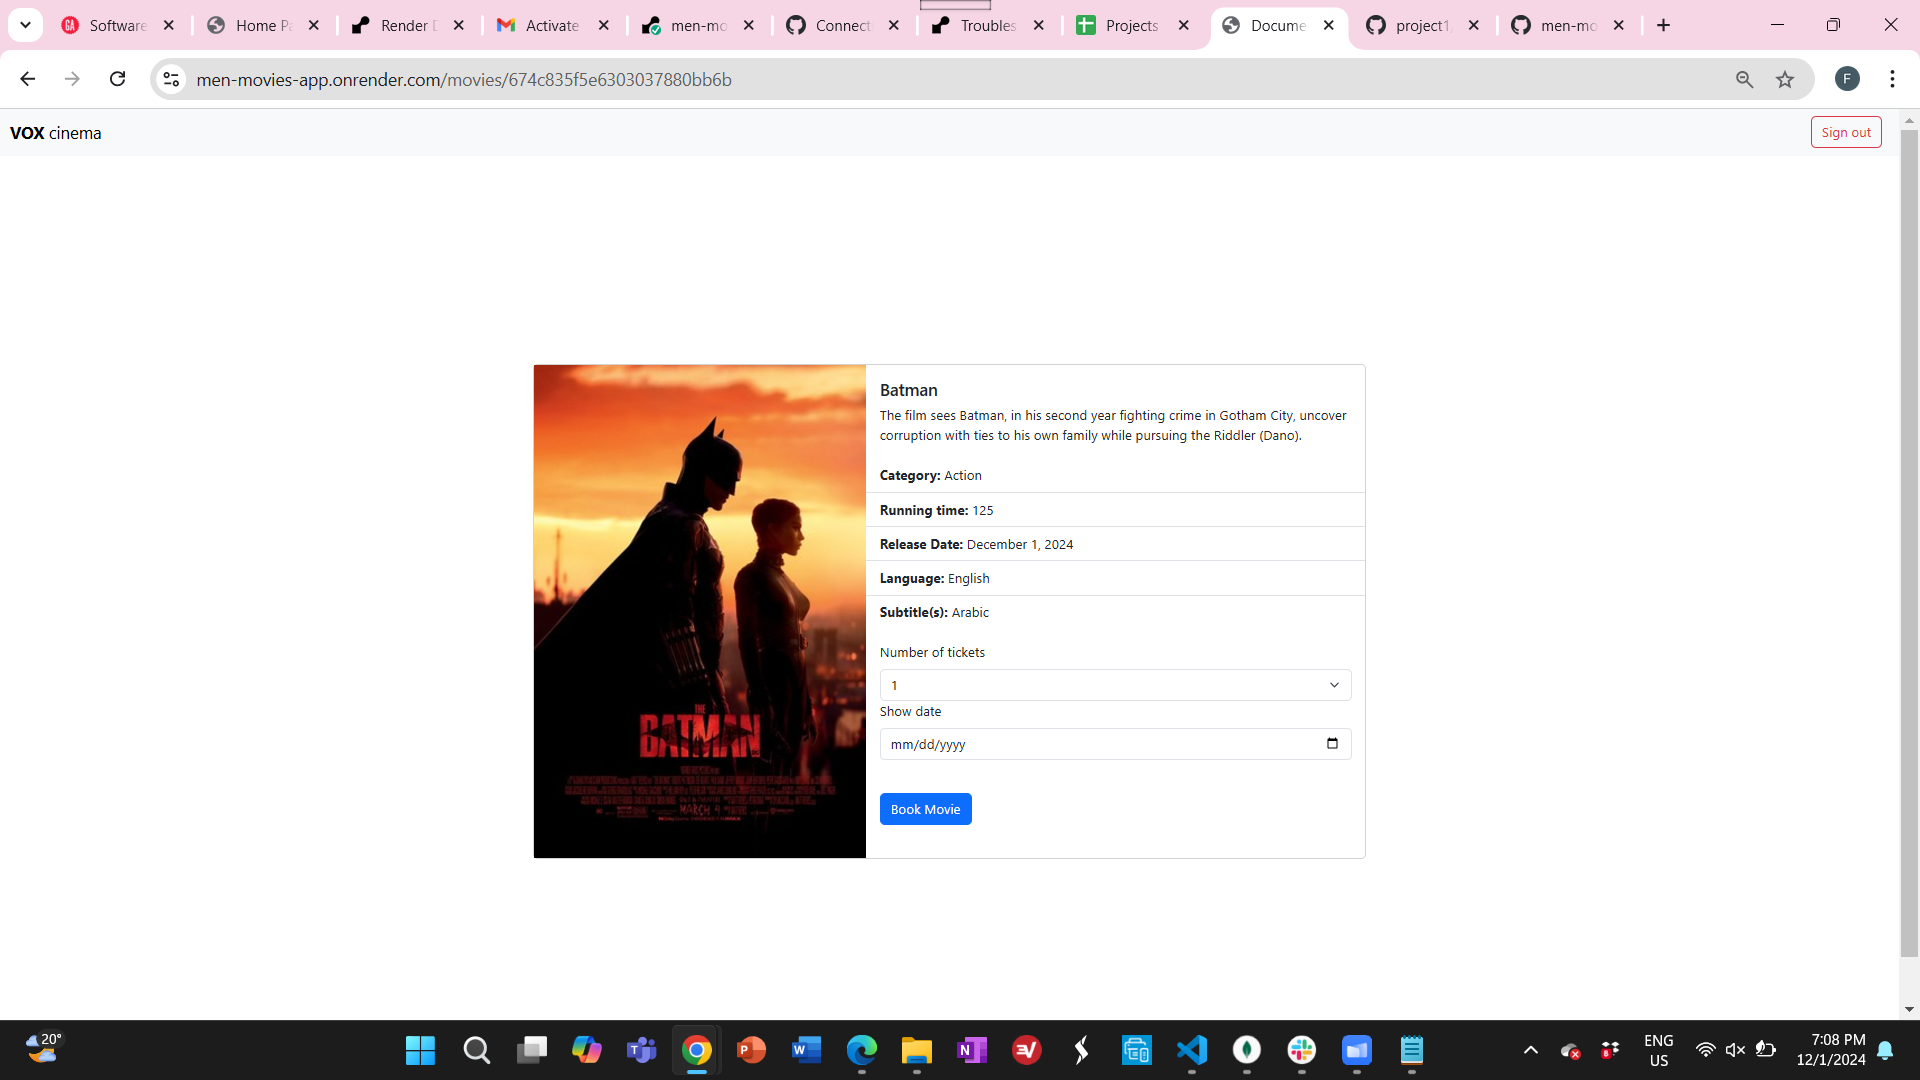 Software
Home Pa
Render D
Activate
men-mo
Connect
Troubles
Projects
Docume
project1
men-mo
men-movies-app.onrender.com/movies/674c835f5e6303037880bb6b
F
VOX cinema
Sign out
Batman
The film sees Batman, in his second year fighting crime in Gotham City, uncover
corruption with ties to his own family while pursuing the Riddler (Dano).
Category: Action
Running time: 125
Release Date: December 1, 2024
Language: English
Subtitle(s): Arabic
Number of tickets
1
Show date
mm/dd/yyyy
Book Movie
THE
BATMAN
MARCH 4
20°
ENG
US
7:08 PM
12/1/2024